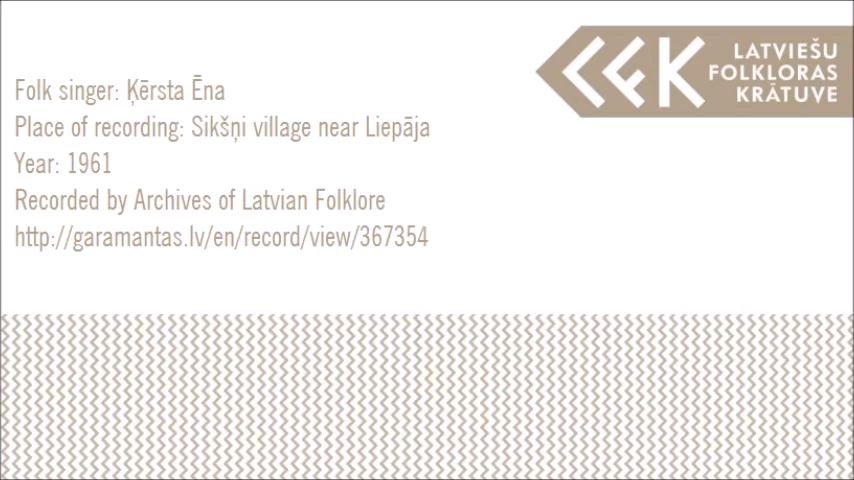 LATVIEŠU
FOLKLORAS
KRĀTUVE
Folk singer: Ķērsta Ēna
Place of recording: Sikšņi village near Liepāja
Year: 1961
Recorded by Archives of Latvian Folklore
http://garamantas.lv/en/record/view/367354